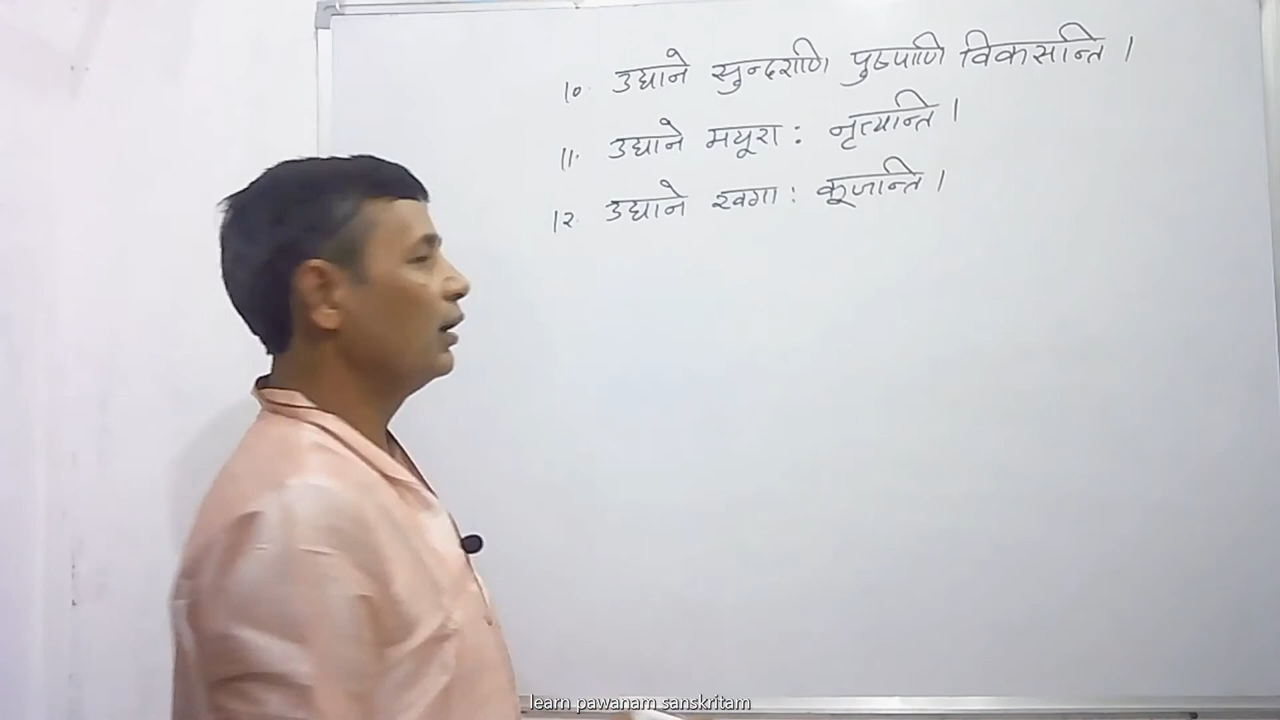 10. उद्याने सुन्दराणि पुष्पाणि विकसन्ति ।
11. उद्याने मयूरा : नृत्यन्ति ।
12. उद्याने खगा : कूजन्ति ।
learn pawanam sanskritam